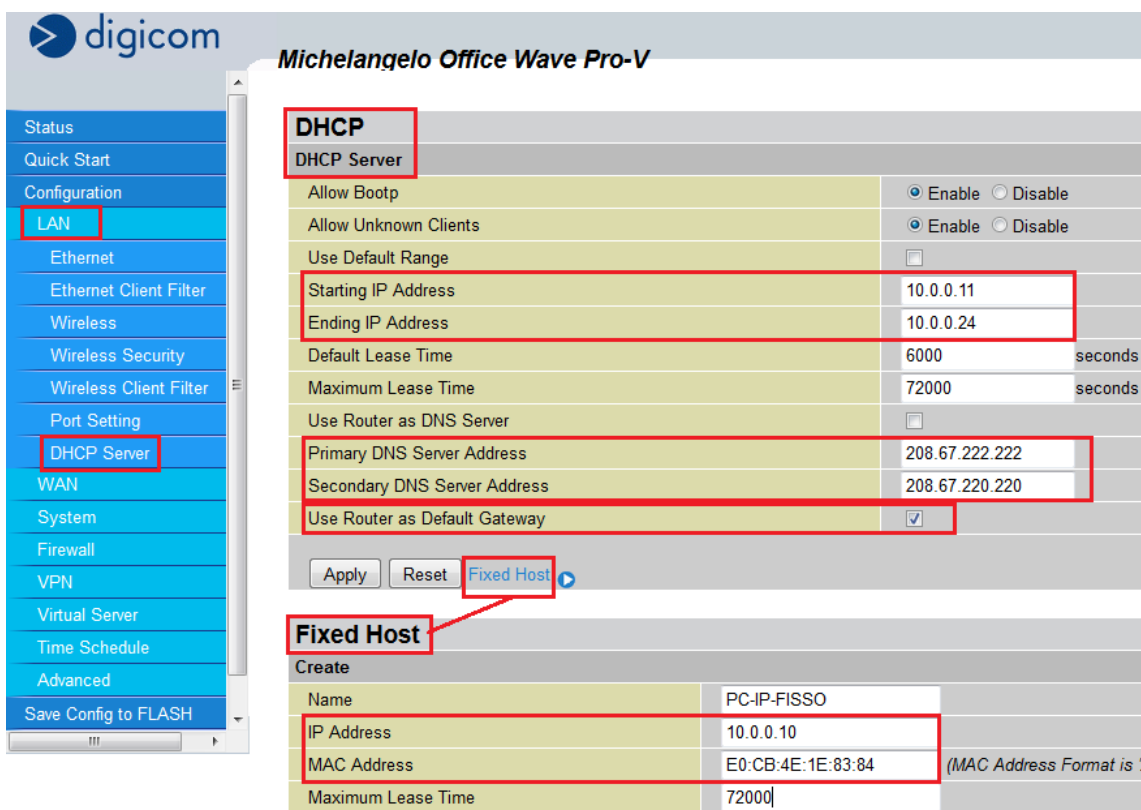 digicom
Michelangelo Office Wave Pro-V
Status
Quick Start
Configuration
LAN
Ethernet
Ethernet Client Filter
Wireless
Wireless Security
Wireless Client Filter
Port Setting
DHCP Server
WAN
System
Firewall
VPN
Virtual Server
Time Schedule
Advanced
Save Config to FLASH
DHCP
DHCP Server
Allow Bootp Enable Disable
Allow Unknown Clients Enable Disable
Use Default Range
Starting IP Address 10.0.0.11
Ending IP Address 10.0.0.24
Default Lease Time 6000 seconds
Maximum Lease Time 72000 seconds
Use Router as DNS Server
Primary DNS Server Address 208.67.222.222
Secondary DNS Server Address 208.67.220.220
Use Router as Default Gateway
Apply Reset Fixed Host
Fixed Host
Create
Name PC-IP-FISSO
IP Address 10.0.0.10
MAC Address E0:CB:4E:1E:83:84 (MAC Address Format is '
Maximum Lease Time 72000